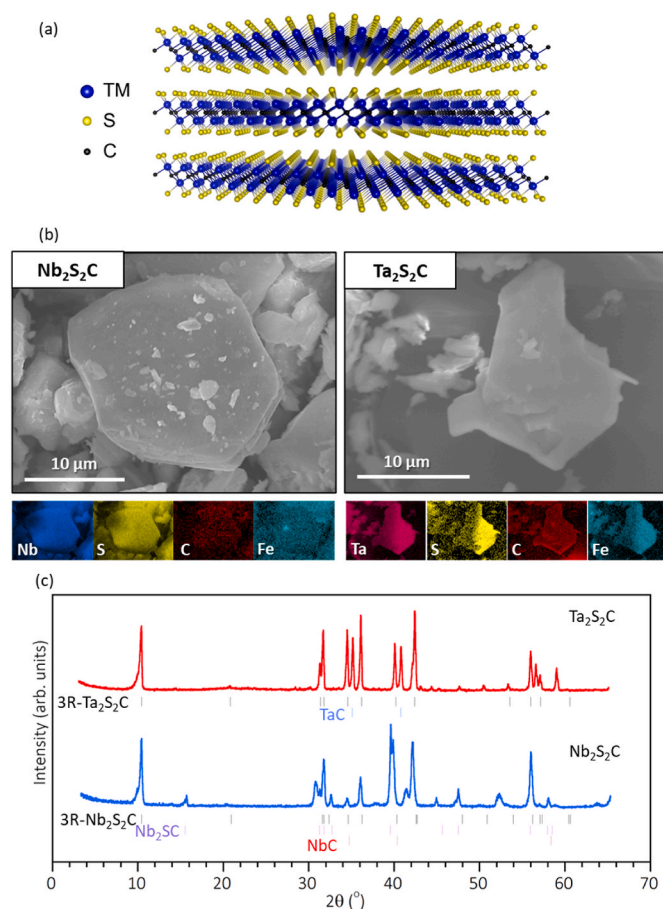 (a)
TM
S
C
(b)
Nb₂S₂C
Ta₂S₂C
10 μm
10 μm
Nb
S
C
Fe
Ta
S
C
Fe
(c)
Intensity (arb. units)
Ta₂S₂C
3R-Ta₂S₂C
TaC
Nb₂S₂C
3R-Nb₂S₂C
Nb₂SC
NbC
0 10 20 30 40 50 60 70
2θ (°)